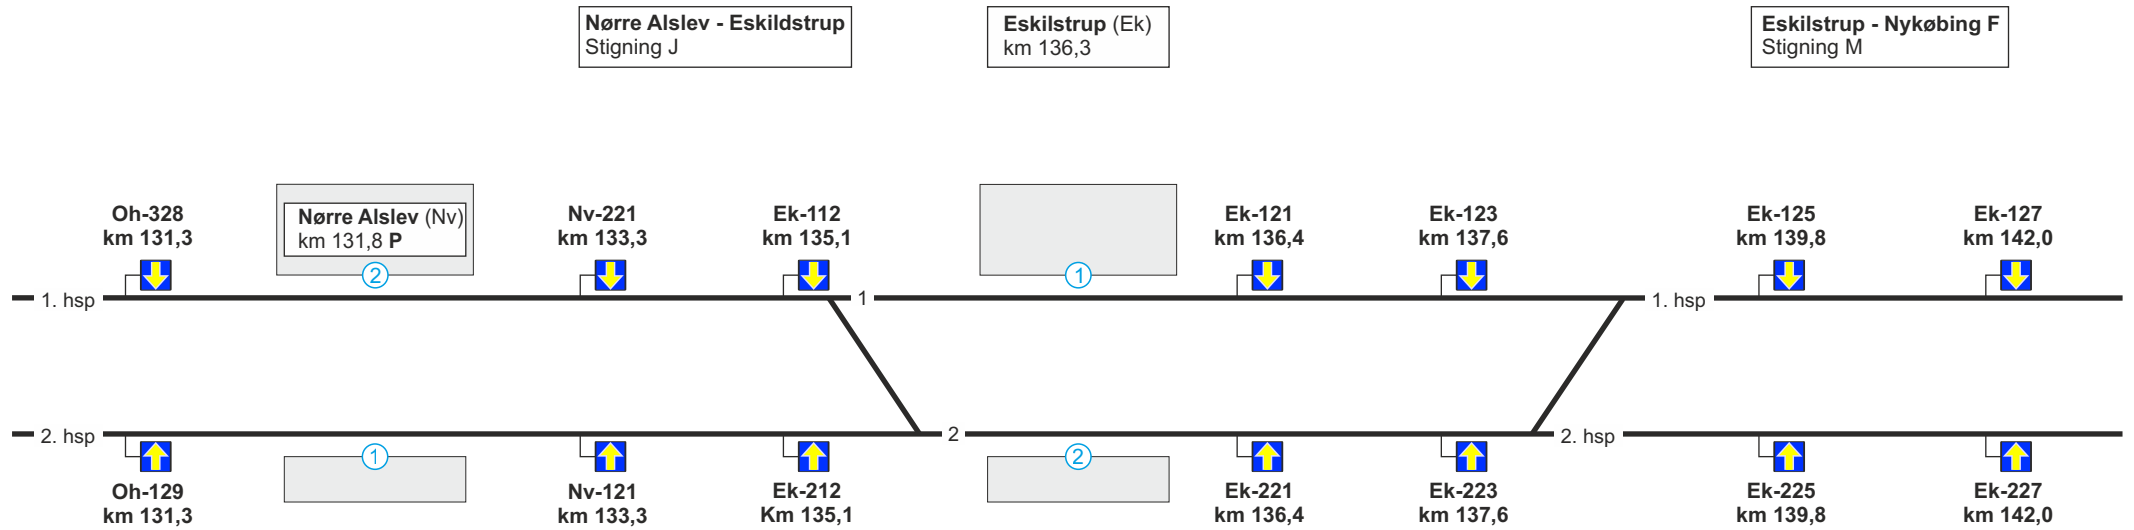 Nørre Alslev - Eskildstrup
Stigning J
Eskilstrup (Ek)
km 136,3
Eskilstrup - Nykøbing F
Stigning M
Oh-328
km 131,3
Nørre Alslev (Nv)
km 131,8 P
2
Nv-221
km 133,3
Ek-112
km 135,1
1
Ek-121
km 136,4
Ek-123
km 137,6
Ek-125
km 139,8
Ek-127
km 142,0
1. hsp
1
1. hsp
2. hsp
2
2. hsp
1
2
Oh-129
km 131,3
Nv-121
km 133,3
Ek-212
Km 135,1
Ek-221
km 136,4
Ek-223
km 137,6
Ek-225
km 139,8
Ek-227
km 142,0